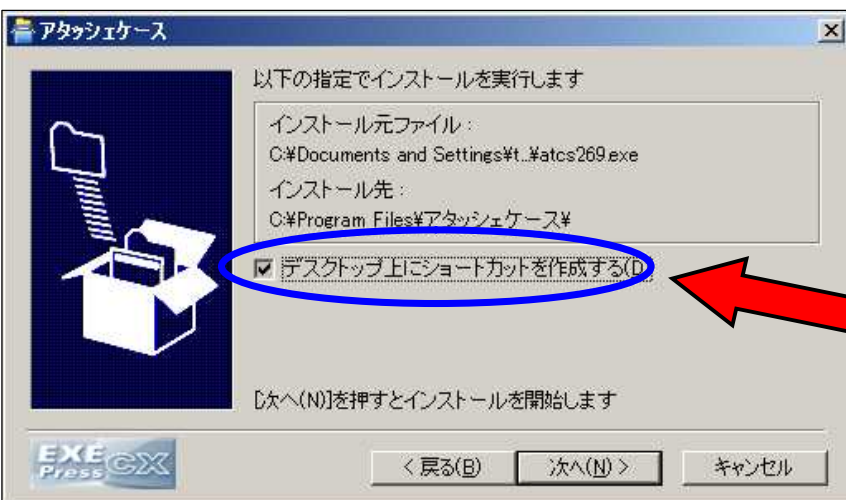 アタッシェケース
以下の指定でインストールを実行します
インストール元ファイル:
C:¥Documents and Settings¥t..¥atcs269.exe
インストール先:
C:¥Program Files¥アタッシェケース¥
デスクトップ上にショートカットを作成する(D)
[次へ(N)]を押すとインストールを開始します
EXE
Press CX
< 戻る(B)
次へ(N) >
キャンセル